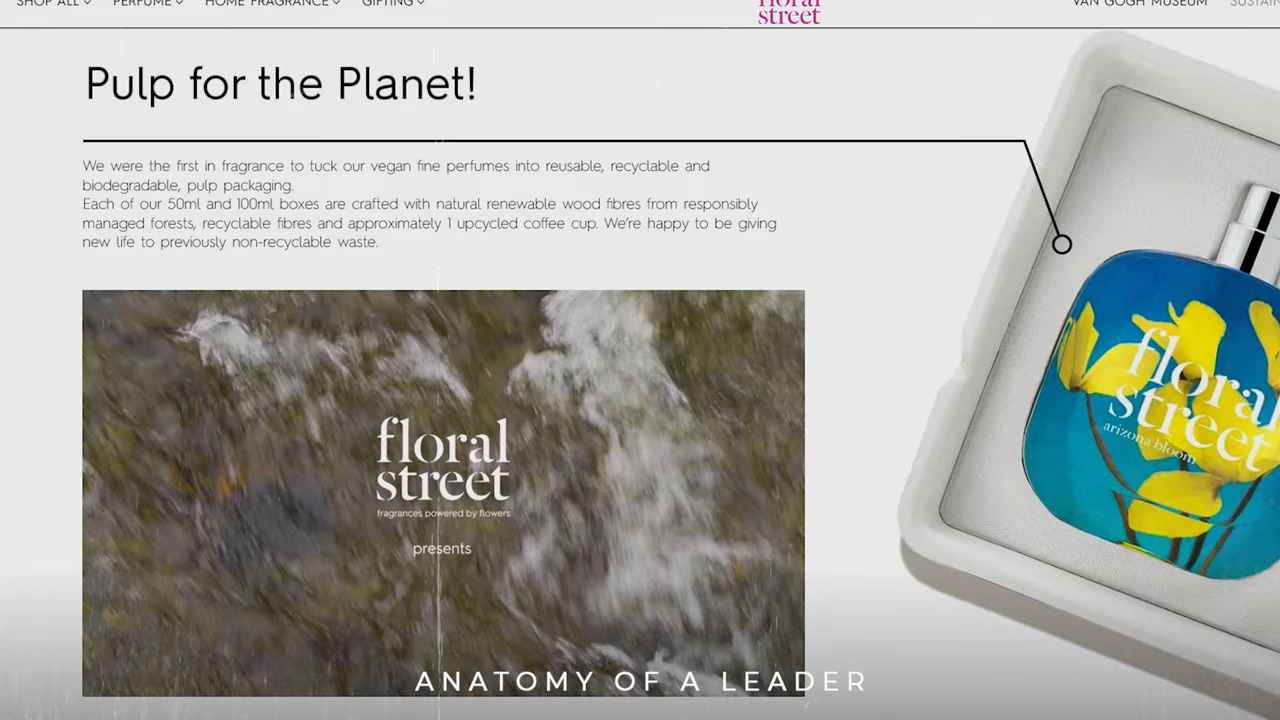 SHOP ALL
PERFUME
HOME FRAGRANCE
GIFTING
floral
street
VAN GOGH MUSEUM
Pulp for the Planet!
We were the first in fragrance to tuck our vegan fine perfumes into reusable, recyclable and
biodegradable, pulp packaging.
Each of our 50ml and 100ml boxes are crafted with natural renewable wood fibres from responsibly
managed forests, recyclable fibres and approximately 1 upcycled coffee cup. We're happy to be giving
new life to previously non-recyclable waste.
floral
street
fragrances powered by flowers
presents
floral
street
arizona bloom
ANATOMY OF A LEADER